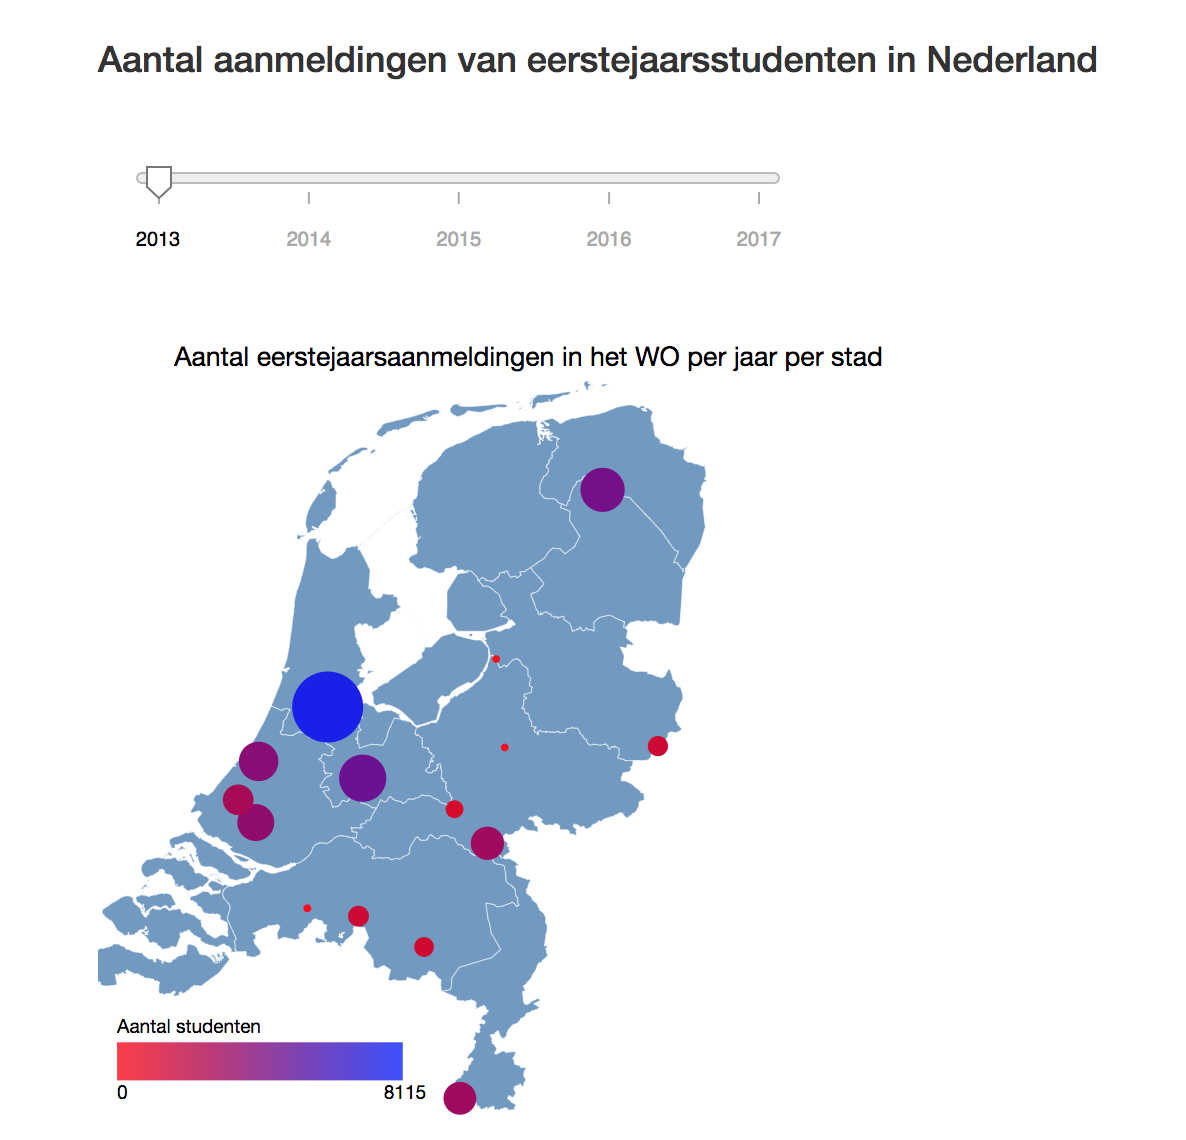 Aantal aanmeldingen van eerstejaarsstudenten in Nederland
2013 2014 2015 2016 2017
Aantal eerstejaarsaanmeldingen in het WO per jaar per stad
Aantal studenten
0 8115